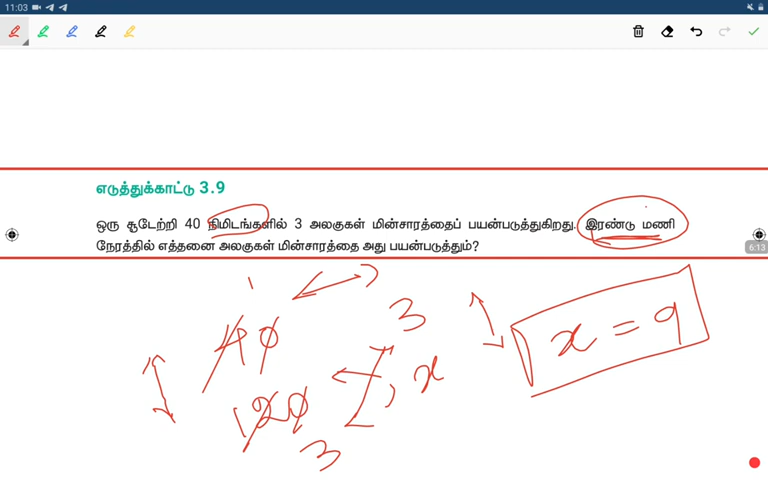 11:03
எடுத்துக்காட்டு 3.9
ஒரு சூடேற்றி 40 நிமிடங்களில் 3 அலகுகள் மின்சாரத்தைப் பயன்படுத்துகிறது. இரண்டு மணி
நேரத்தில் எத்தனை அலகுகள் மின்சாரத்தை அது பயன்படுத்தும்?
6:13
40 3
120 x
3
x = 9